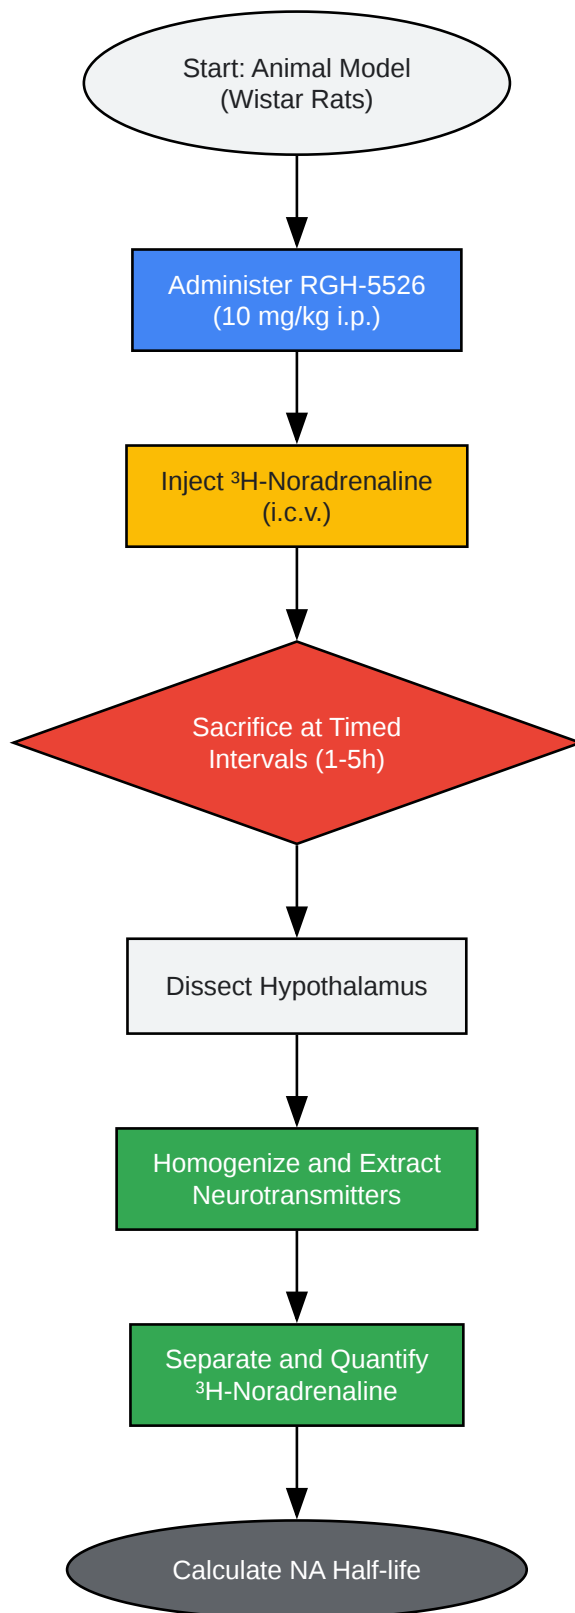 Start: Animal Model
(Wistar Rats)
Administer RGH-5526
(10 mg/kg i.p.)
Inject ³H-Noradrenaline
(i.c.v.)
Sacrifice at Timed
Intervals (1-5h)
Dissect Hypothalamus
Homogenize and Extract
Neurotransmitters
Separate and Quantify
³H-Noradrenaline
Calculate NA Half-life